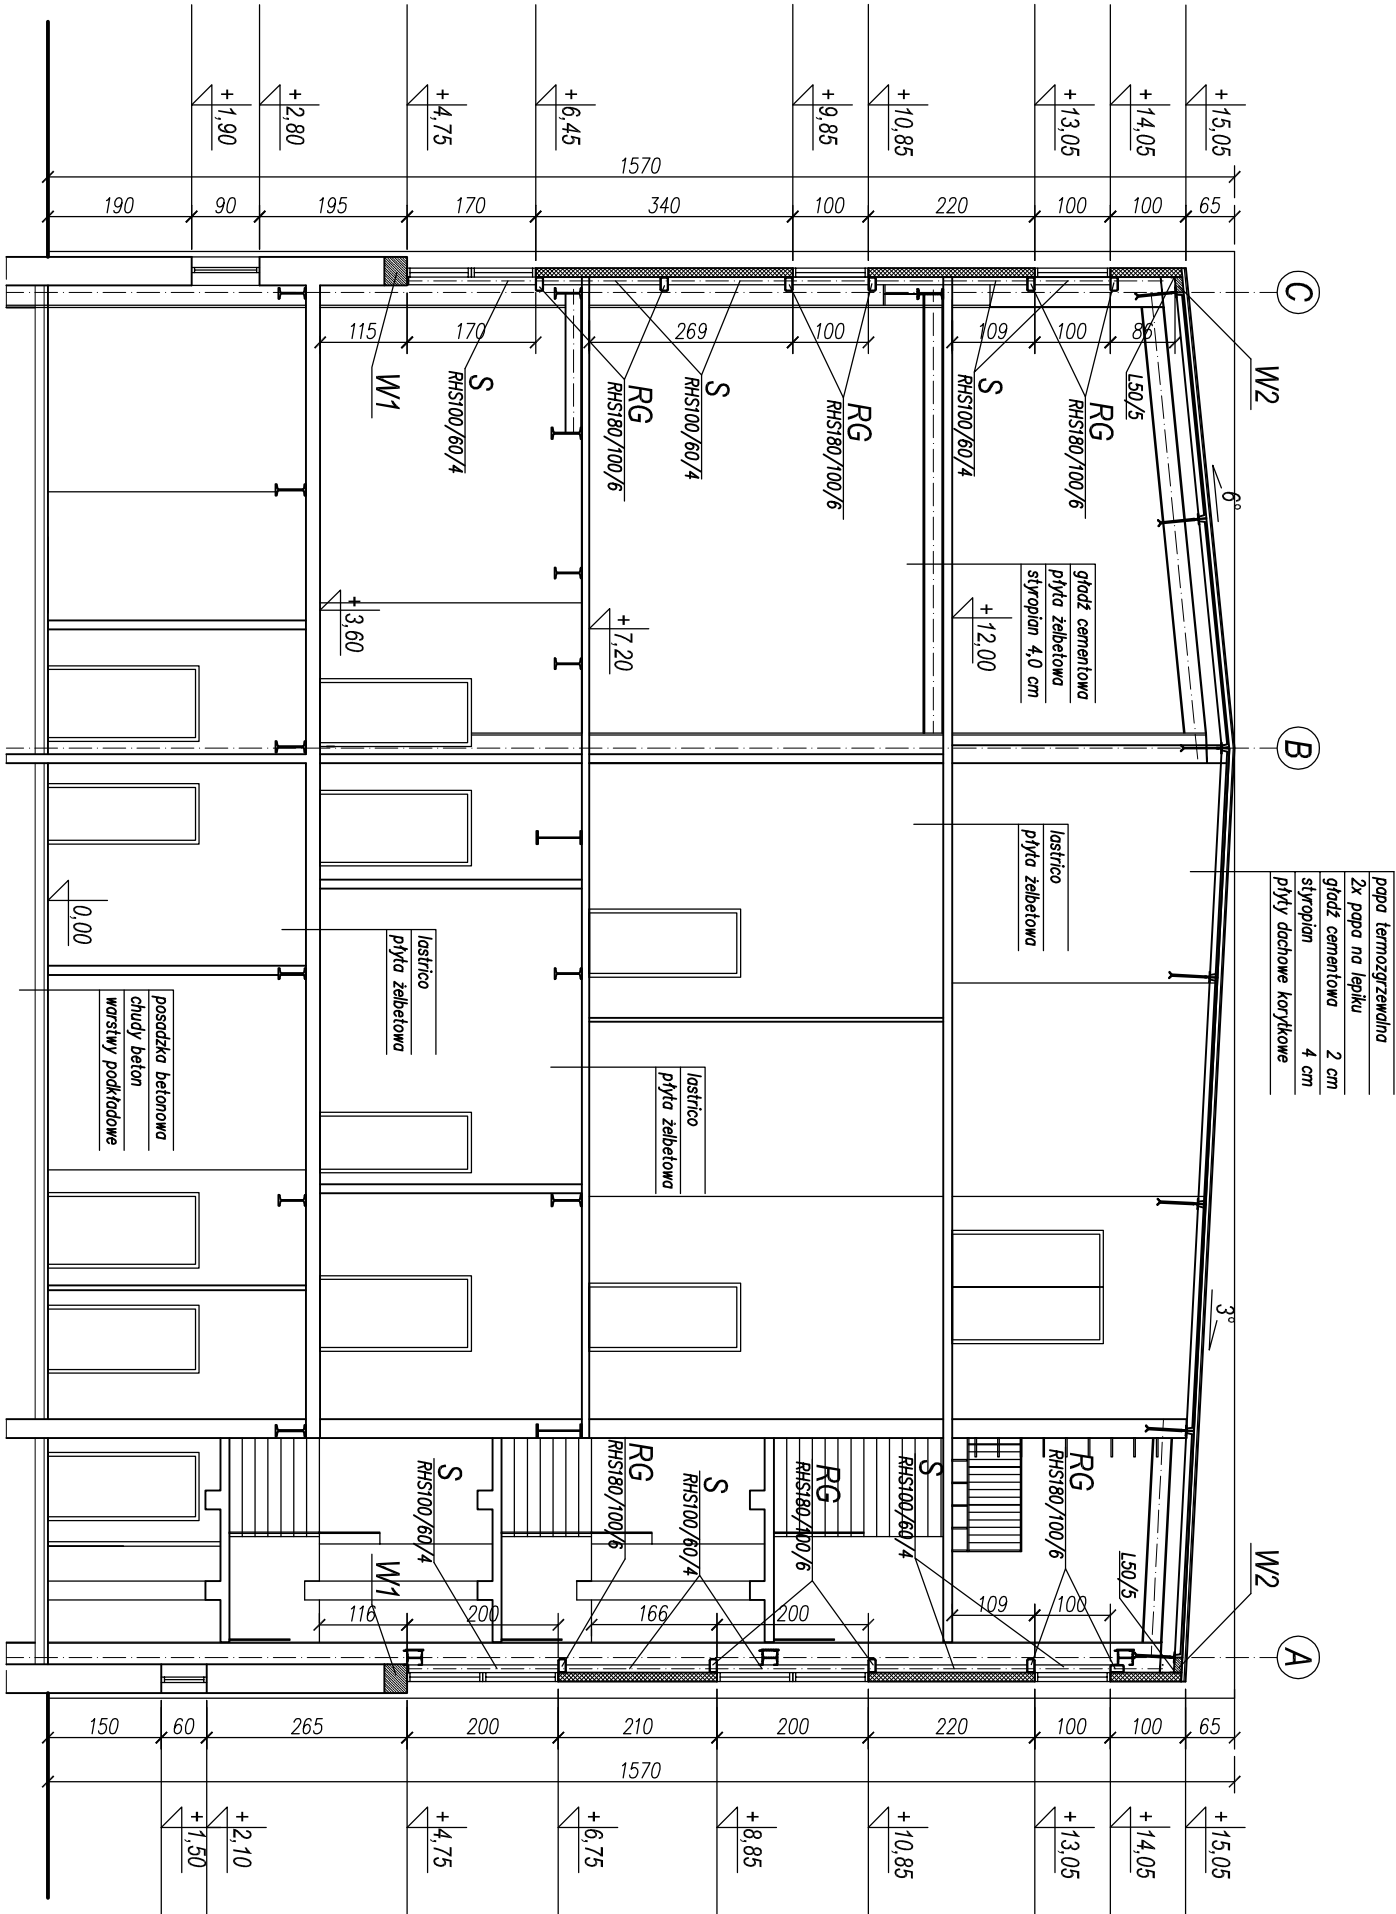 +1,90
+2,80
+4,75
+6,45
+9,85
+10,85
+13,05
+14,05
+15,05
1570
190
90
195
170
340
100
220
100
100
65
C
W2
115
170
269
100
109
100
86
W1
S
RHS100/60/4
RG
RHS180/100/6
S
RHS100/60/4
RG
RHS180/100/6
S
RHS100/60/4
RG
RHS180/100/6
L50/5
6°
gładź cementowa
płyta żelbetowa
styropian 4,0 cm
+3,60
+7,20
+12,00
B
papa termozgrzewalna
2x papa na lepiku
gładź cementowa 2 cm
styropian 4 cm
płyty dachowe korytkowe
lastrico
płyta żelbetowa
0,00
lastrico
płyta żelbetowa
posadzka betonowa
chudy beton
warstwy podkładowe
lastrico
płyta żelbetowa
3°
S
RHS100/60/4
RG
RHS180/100/6
S
RHS100/60/4
RG
RHS180/100/6
S
RHS100/60/4
RG
RHS180/100/6
L50/5
W2
W1
116
200
166
200
109
100
A
150
60
265
200
210
200
220
100
100
65
1570
+1,50
+2,10
+4,75
+6,75
+8,85
+10,85
+13,05
+14,05
+15,05